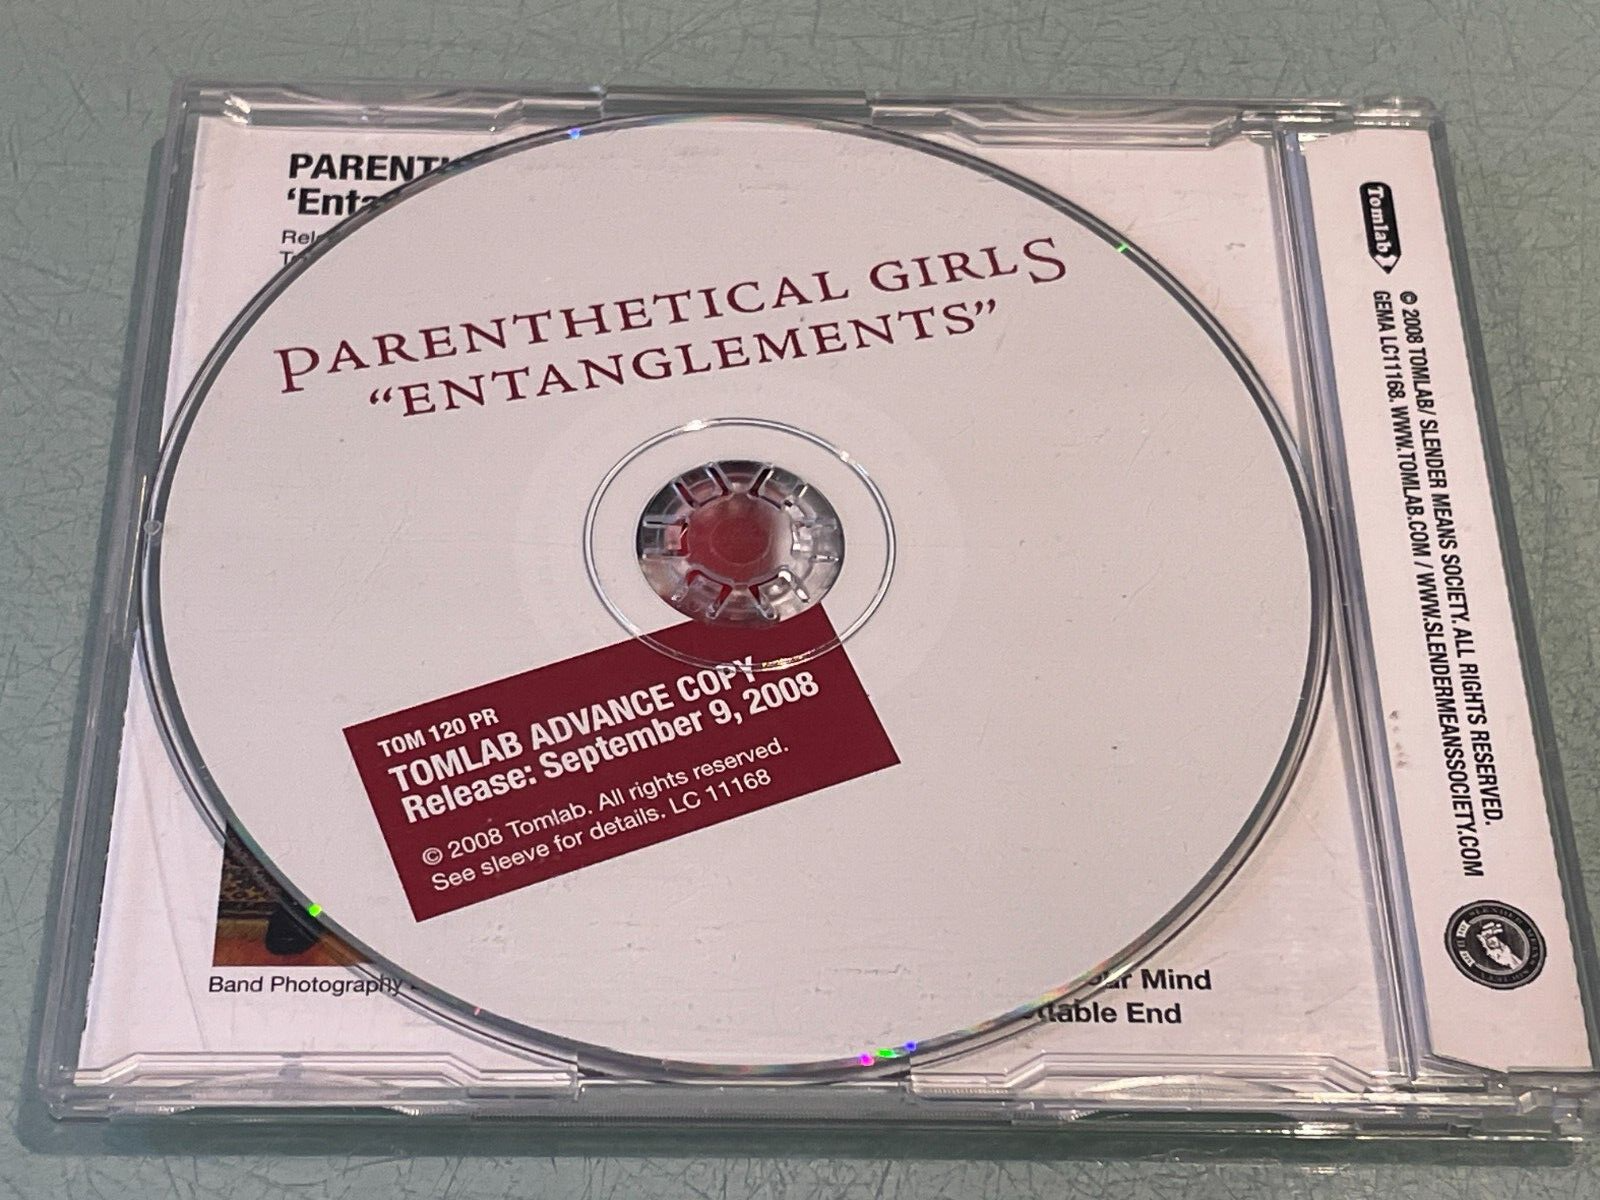 PARENTHETICAL GIRLS
“ENTANGLEMENTS”
TOM 120 PR
TOMLAB ADVANCE COPY
Release: September 9, 2008
© 2008 Tomlab. All rights reserved.
See sleeve for details. LC 11168
Band Photography
Mind
End
Tomlab
© 2008 TOMLAB/ SLENDER MEANS SOCIETY. ALL RIGHTS RESERVED.
GEMA LC11168. WWW.TOMLAB.COM / WWW.SLENDERMEANSSOCIETY.COM